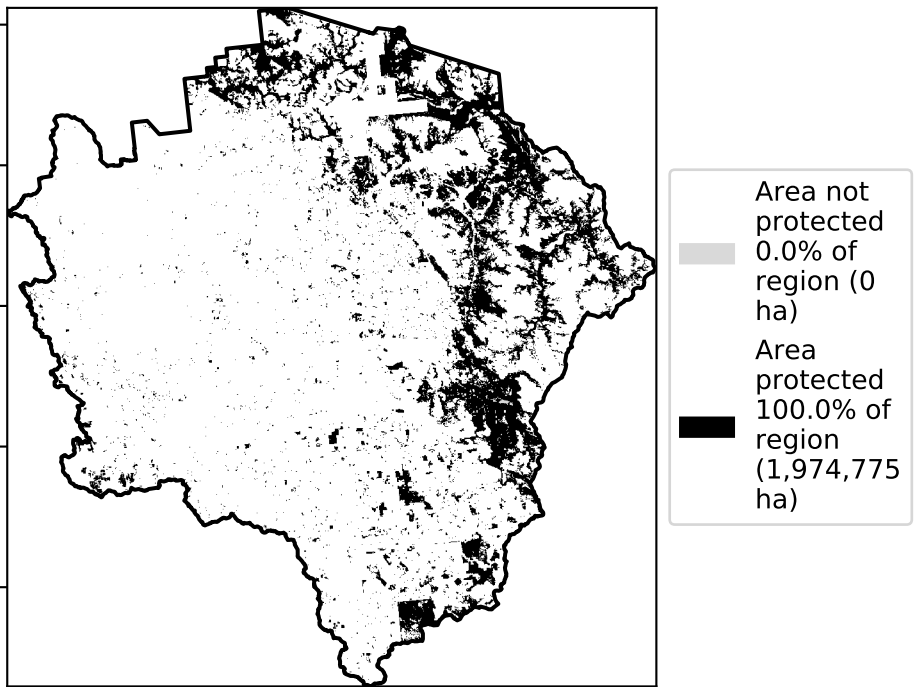 Area not
protected
0.0% of
region (0
ha)
Area
protected
100.0% of
region
(1,974,775
ha)